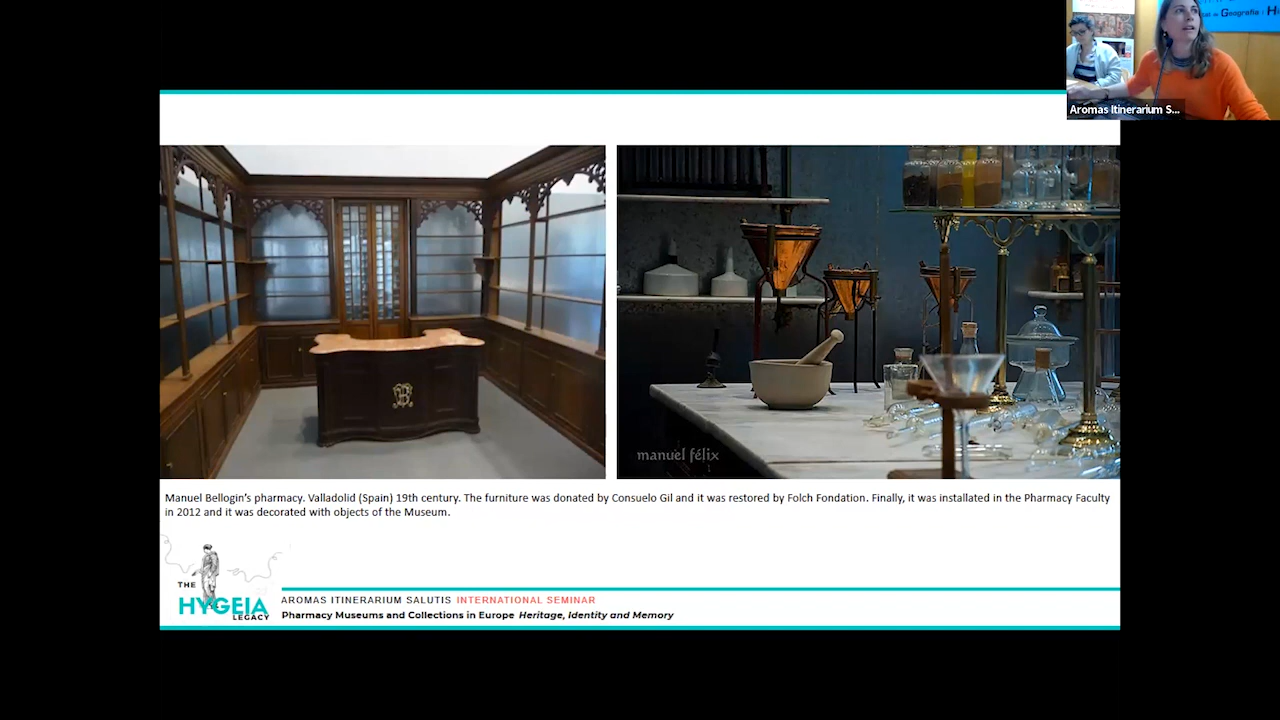 Geografia i H
Aromas Itinerarium S...
B
manuel félix
Manuel Bellogin's pharmacy. Valladolid (Spain) 19th century. The furniture was donated by Consuelo Gil and it was restored by Folch Fondation. Finally, it was installated in the Pharmacy Faculty
in 2012 and it was decorated with objects of the Museum.
THE
HYGEIA
LEGACY
AROMAS ITINERARIUM SALUTIS INTERNATIONAL SEMINAR
Pharmacy Museums and Collections in Europe Heritage, Identity and Memory